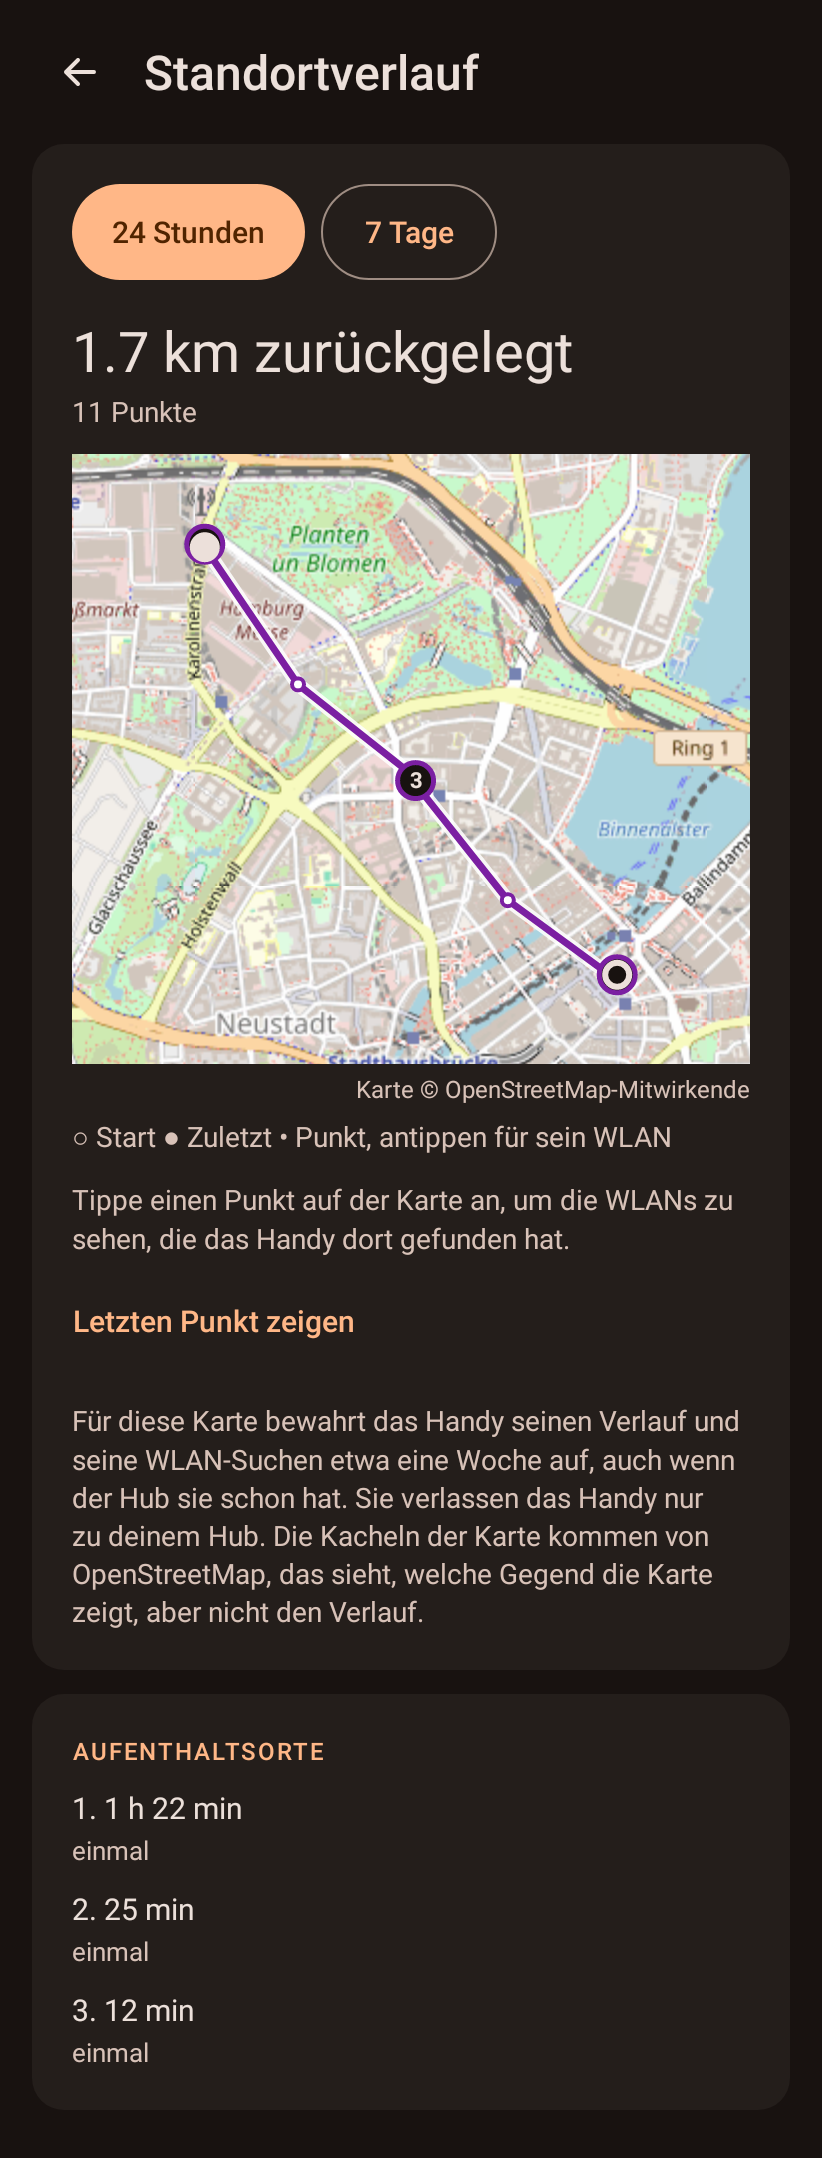 Standortverlauf
24 Stunden
7 Tage
1.7 km zurückgelegt
11 Punkte
Planten
un Blomen
Karolinenstraße
Ring 1
Binnenalster
Ballindamm
Glacischaussee
Holstenwall
3
Neustadt
Stadthausbrücke
Karte © OpenStreetMap-Mitwirkende
○ Start ● Zuletzt • Punkt, antippen für sein WLAN
Tippe einen Punkt auf der Karte an, um die WLANs zu
sehen, die das Handy dort gefunden hat.
Letzten Punkt zeigen
Für diese Karte bewahrt das Handy seinen Verlauf und
seine WLAN-Suchen etwa eine Woche auf, auch wenn
der Hub sie schon hat. Sie verlassen das Handy nur
zu deinem Hub. Die Kacheln der Karte kommen von
OpenStreetMap, das sieht, welche Gegend die Karte
zeigt, aber nicht den Verlauf.
AUFENTHALTSORTE
1. 1 h 22 min
einmal
2. 25 min
einmal
3. 12 min
einmal